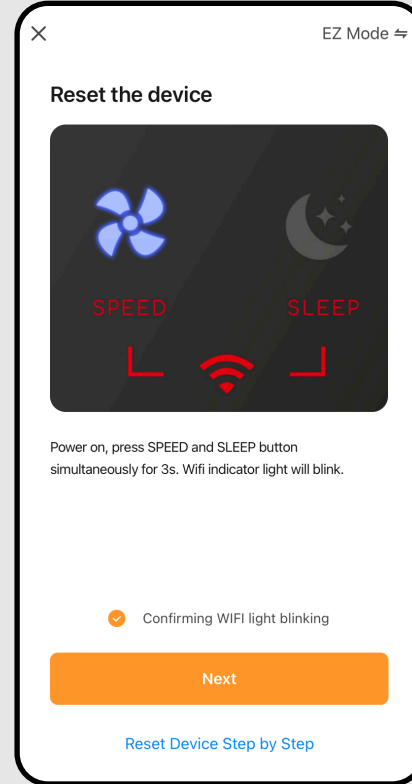 EZ Mode ⇋
Reset the device
SPEED SLEEP
Power on, press SPEED and SLEEP button
simultaneously for 3s. Wifi indicator light will blink.
Confirming WIFI light blinking
Next
Reset Device Step by Step